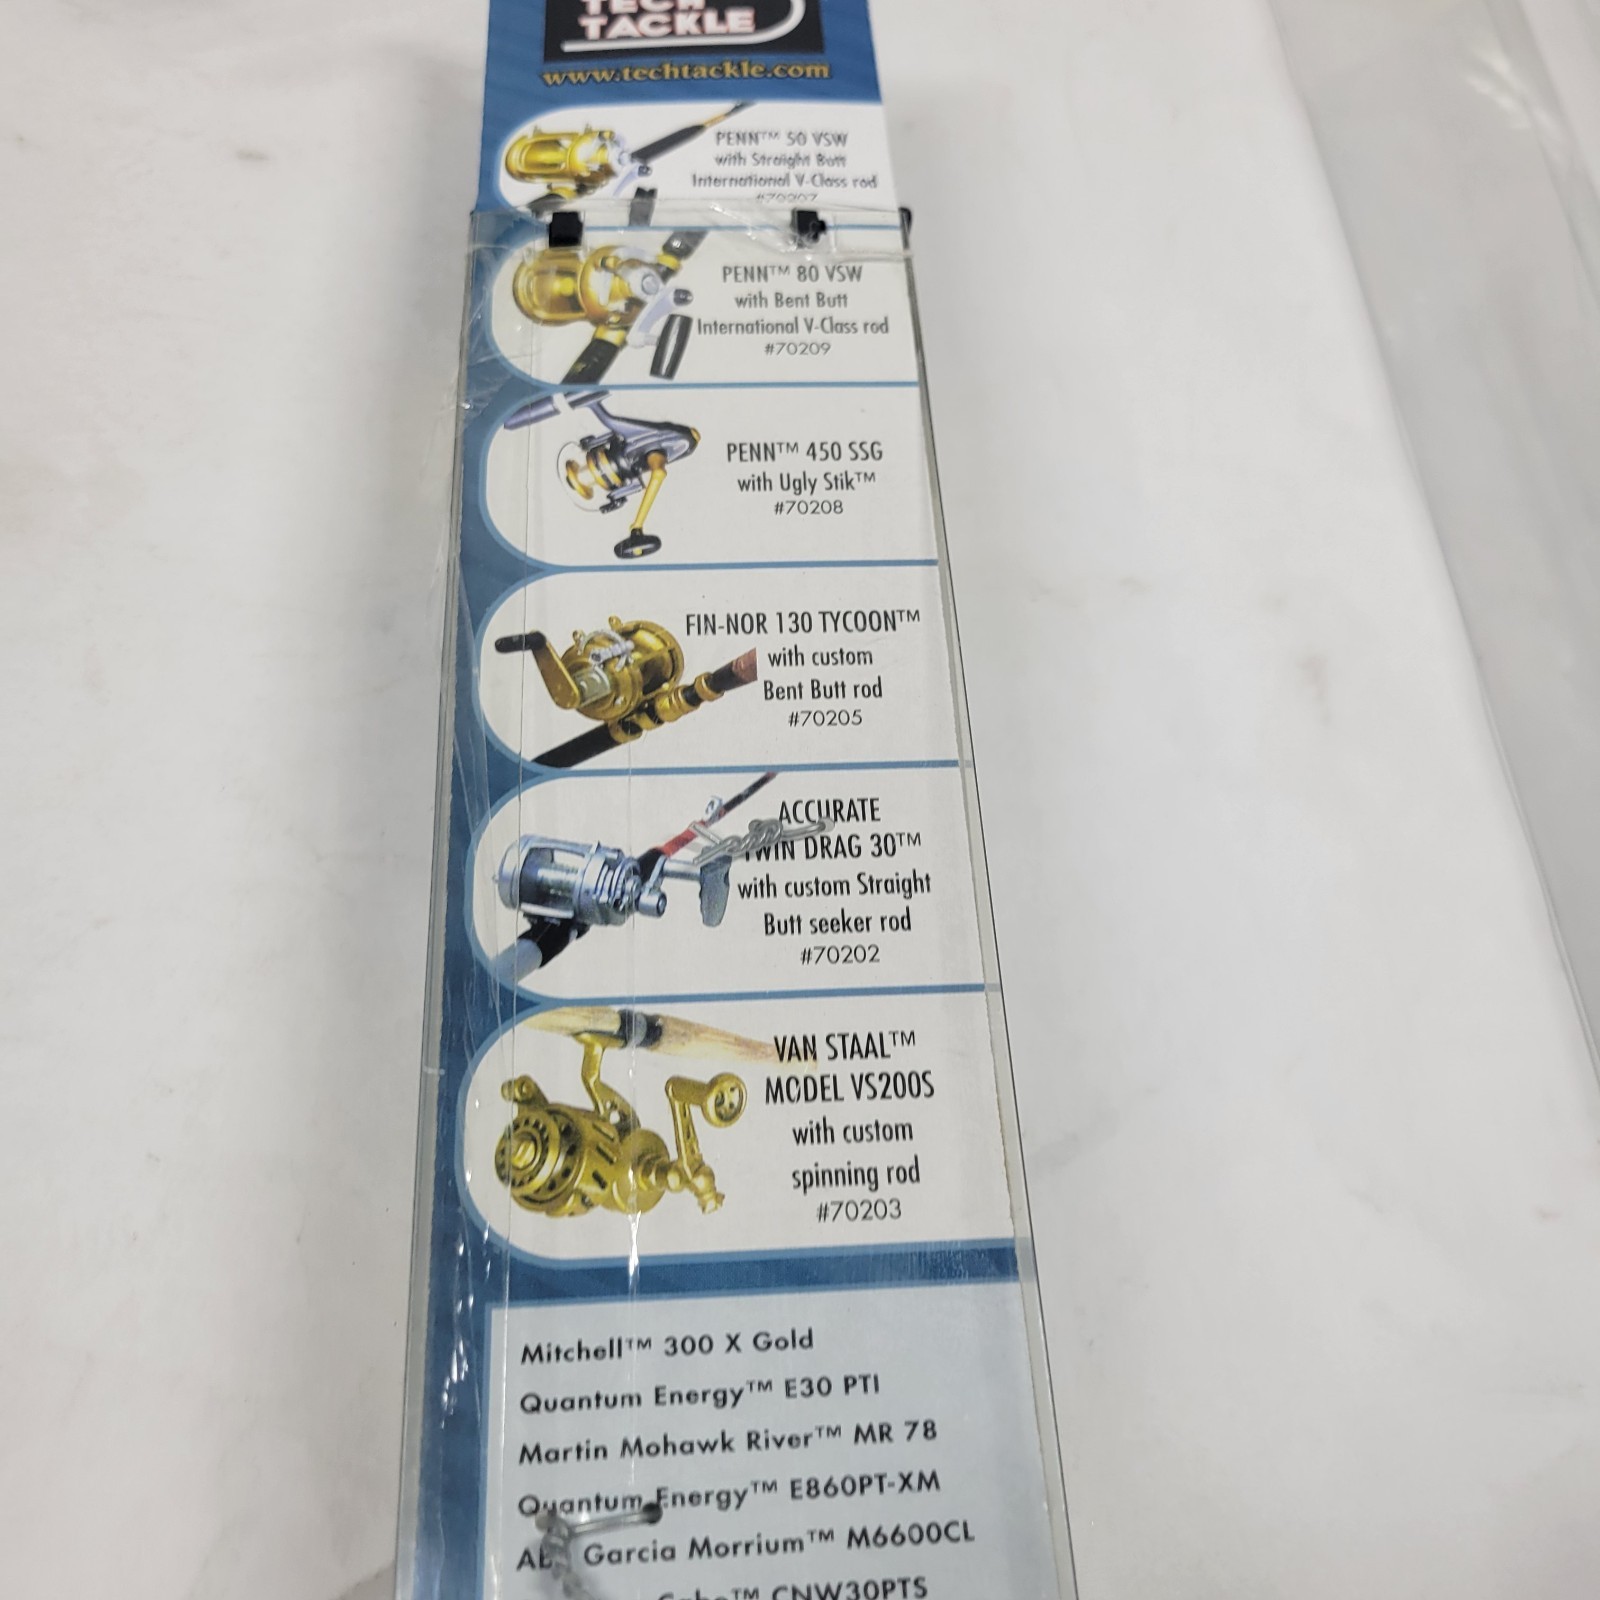 TECH
TACKLE
www.techtackle.com
PENN™ 50 VSW
with Straight Butt
International V-Class rod
#70207
PENN™ 80 VSW
with Bent Butt
International V-Class rod
#70209
PENN™ 450 SSG
with Ugly Stik™
#70208
FIN-NOR 130 TYCOON™
with custom
Bent Butt rod
#70205
ACCURATE
TWIN DRAG 30™
with custom Straight
Butt seeker rod
#70202
VAN STAAL™
MODEL VS200S
with custom
spinning rod
#70203
Mitchell™ 300 X Gold
Quantum Energy™ E30 PTI
Martin Mohawk River™ MR 78
Quantum Energy™ E860PT-XM
Garcia Morrium™ M6600CL
CNW30PTS